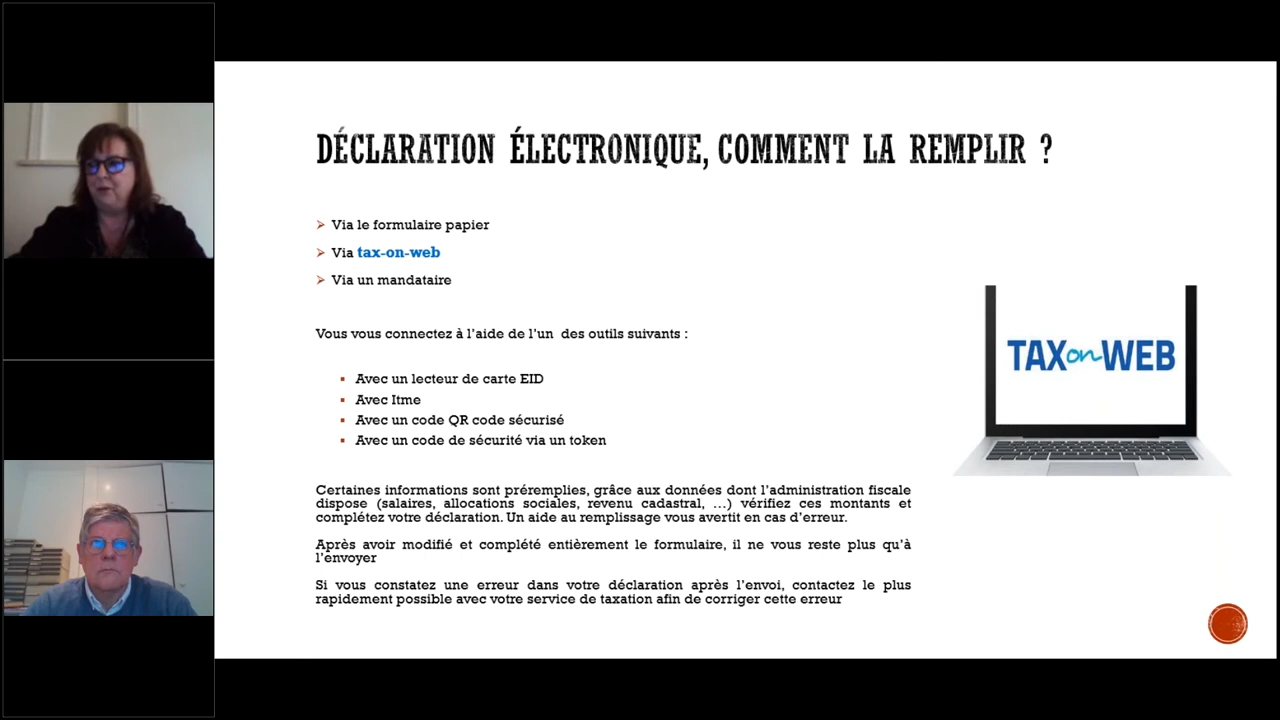 DÉCLARATION ÉLECTRONIQUE, COMMENT LA REMPLIR ?
Via le formulaire papier
Via tax-on-web
Via un mandataire
Vous vous connectez à l'aide de l'un des outils suivants :
Avec un lecteur de carte EID
Avec Itme
Avec un code QR code sécurisé
Avec un code de sécurité via un token
TAX on WEB
Certaines informations sont préremplies, grâce aux données dont l'administration fiscale
dispose (salaires, allocations sociales, revenu cadastral, …) vérifiez ces montants et
complétez votre déclaration. Un aide au remplissage vous avertit en cas d'erreur.
Après avoir modifié et complété entièrement le formulaire, il ne vous reste plus qu'à
l'envoyer
Si vous constatez une erreur dans votre déclaration après l'envoi, contactez le plus
rapidement possible avec votre service de taxation afin de corriger cette erreur